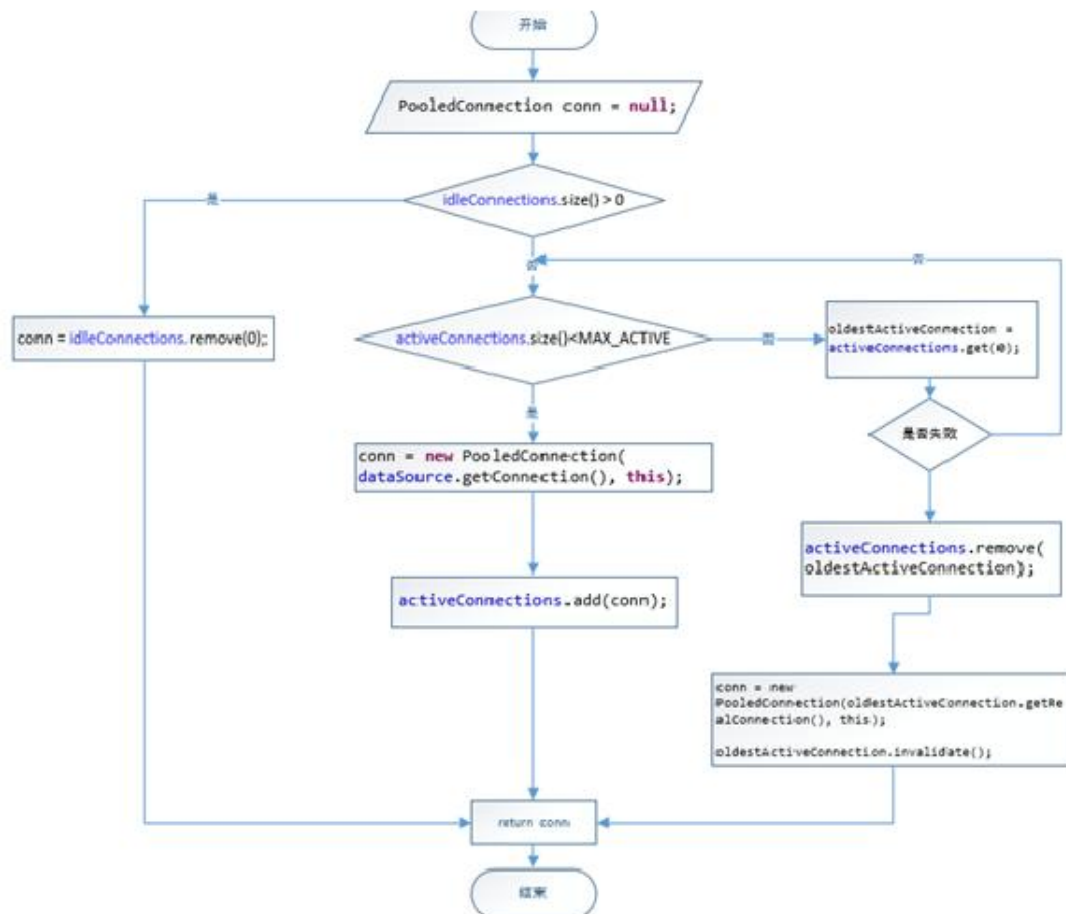 开始
PooledConnection conn = null;
idleConnections.size() > 0
是
否
否
conn = idleConnections.remove(0);
activeConnections.size()<MAX_ACTIVE
否
oldestActiveConnection =
activeConnections.get(0);
是
是否失败
conn = new PooledConnection(
dataSource.getConnection(), this);
activeConnections.remove(
oldestActiveConnection);
activeConnections.add(conn);
conn = new
PooledConnection(oldestActiveConnection.getRe
alConnection(), this);
oldestActiveConnection.invalidate();
return conn
结束